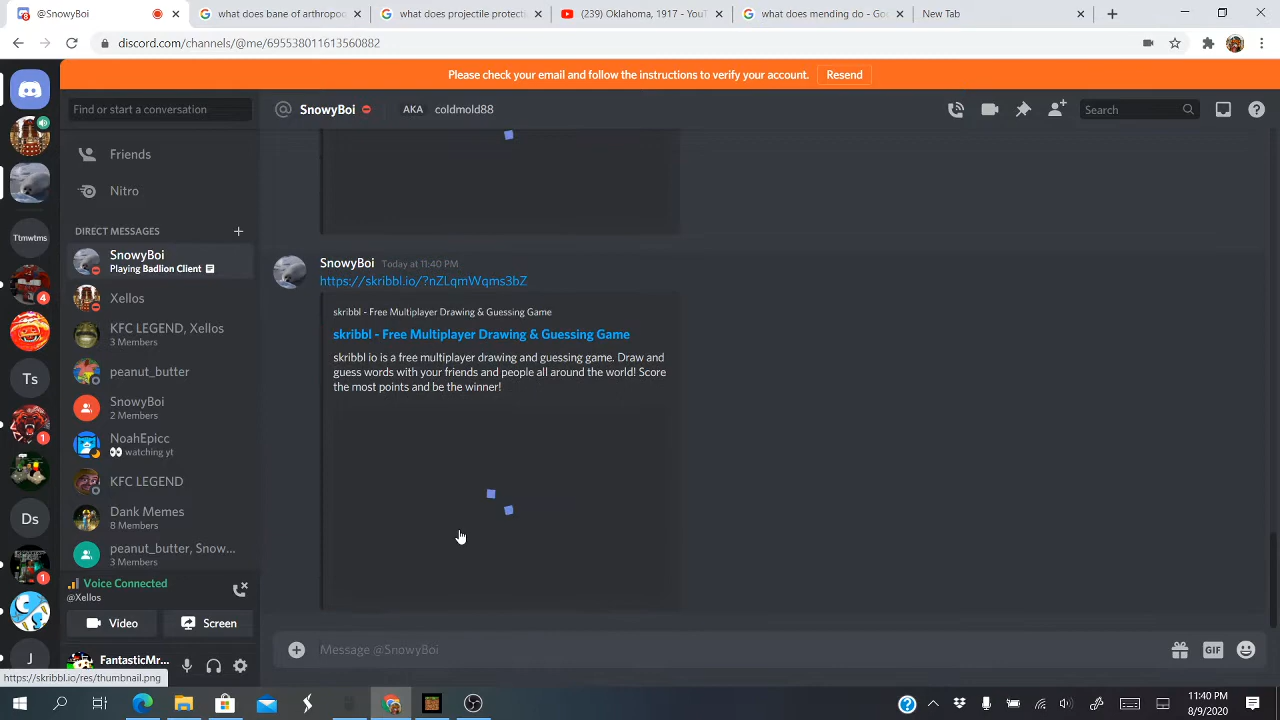 @SnowyBoi
what does bane of arthropo
what does projectile protecti
(239) Oklahoma, 1917 - YouT
what does mending do - Goo
New Tab
discord.com/channels/@me/695538011613560882
Please check your email and follow the instructions to verify your account.
Resend
Find or start a conversation
SnowyBoi
AKA
coldmold88
Search
Friends
Nitro
DIRECT MESSAGES
SnowyBoi
Playing Badlion Client
Xellos
KFC LEGEND, Xellos
3 Members
peanut_butter
SnowyBoi
2 Members
NoahEpicc
👀 watching yt
KFC LEGEND
Dank Memes
8 Members
peanut_butter, Snow...
3 Members
Ttmwtms
4
Ts
1
Ds
1
J
SnowyBoi Today at 11:40 PM
https://skribbl.io/?nZLqmWqms3bZ
skribbl - Free Multiplayer Drawing & Guessing Game
skribbl - Free Multiplayer Drawing & Guessing Game
skribbl io is a free multiplayer drawing and guessing game. Draw and
guess words with your friends and people all around the world! Score
the most points and be the winner!
Voice Connected
@Xellos
Video
Screen
FantasticMr...
Message @SnowyBoi
GIF
https://skribbl.io/res/thumbnail.png
11:40 PM
8/9/2020